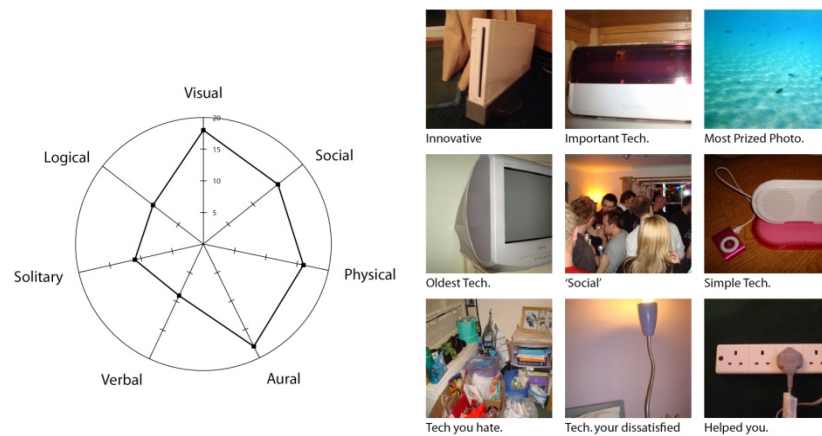 Visual
20
15
10
5
Logical
Social
Solitary
Physical
Verbal
Aural
Innovative
Important Tech.
Most Prized Photo.
Oldest Tech.
‘Social’
Simple Tech.
Tech you hate.
Tech. your dissatisfied
Helped you.